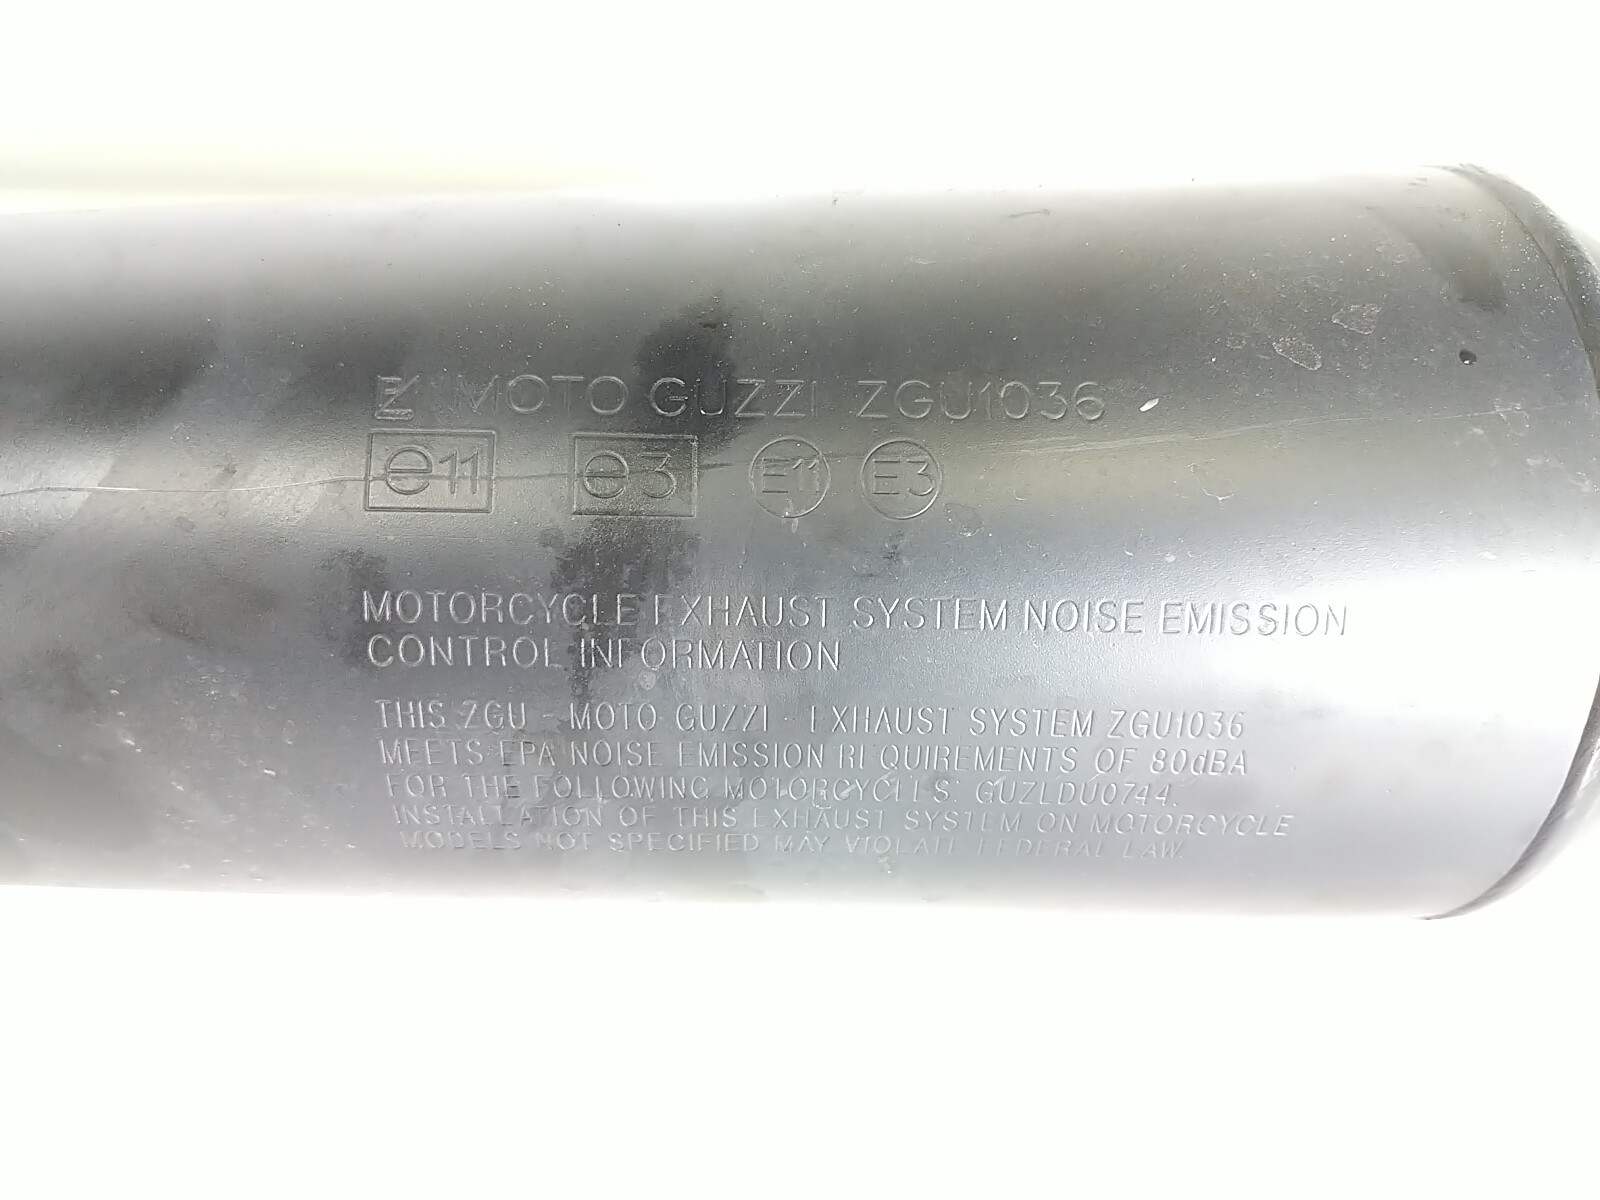 MOTO GUZZI ZGU1036
e11 e3 E11 E3
MOTORCYCLE EXHAUST SYSTEM NOISE EMISSION
CONTROL INFORMATION
THIS ZGU - MOTO GUZZI - EXHAUST SYSTEM ZGU1036
MEETS EPA NOISE EMISSION REQUIREMENTS OF 80dBA
FOR THE FOLLOWING MOTORCYCLES: GUZLDU0744.
INSTALLATION OF THIS EXHAUST SYSTEM ON MOTORCYCLE
MODELS NOT SPECIFIED MAY VIOLATE FEDERAL LAW.